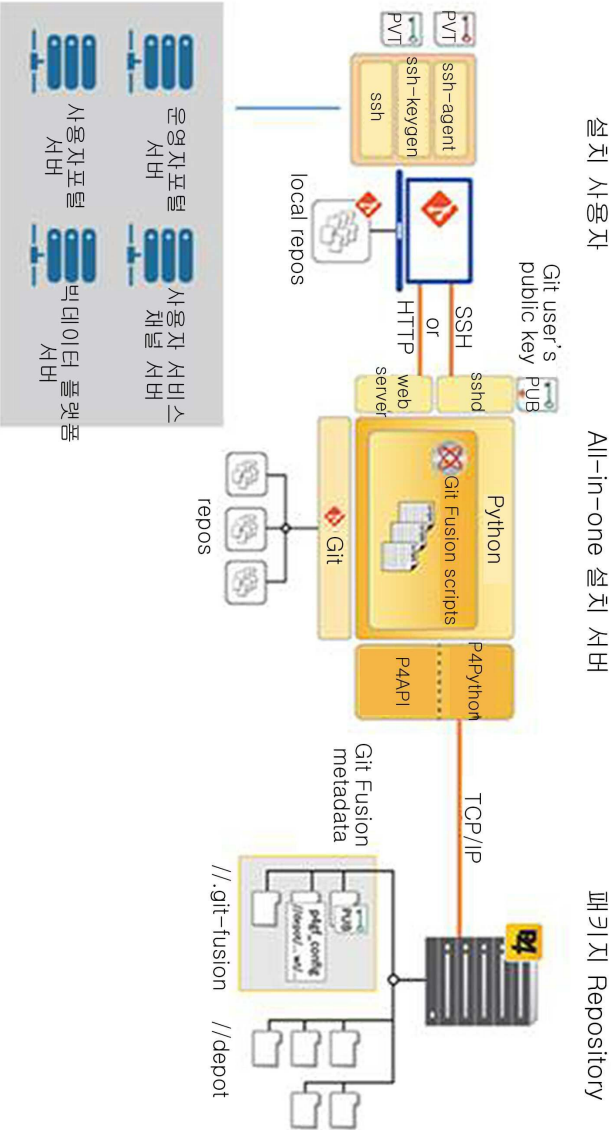 설치 사용자
All-in-one 설치 서버
패키지 Repository
PVT
PVT
ssh-agent
ssh-keygen
ssh
local repos
Git user's
public key
PUB
SSH
or
HTTP
sshd
web
server
Python
Git Fusion scripts
Git
repos
P4Python
P4API
TCP/IP
P4
Git Fusion
metadata
PUB
p4gf_config
//.git-fusion
//depot
운영자포털
서버
사용자 서비스
채널 서버
사용자포털
서버
빅데이터 플랫폼
서버